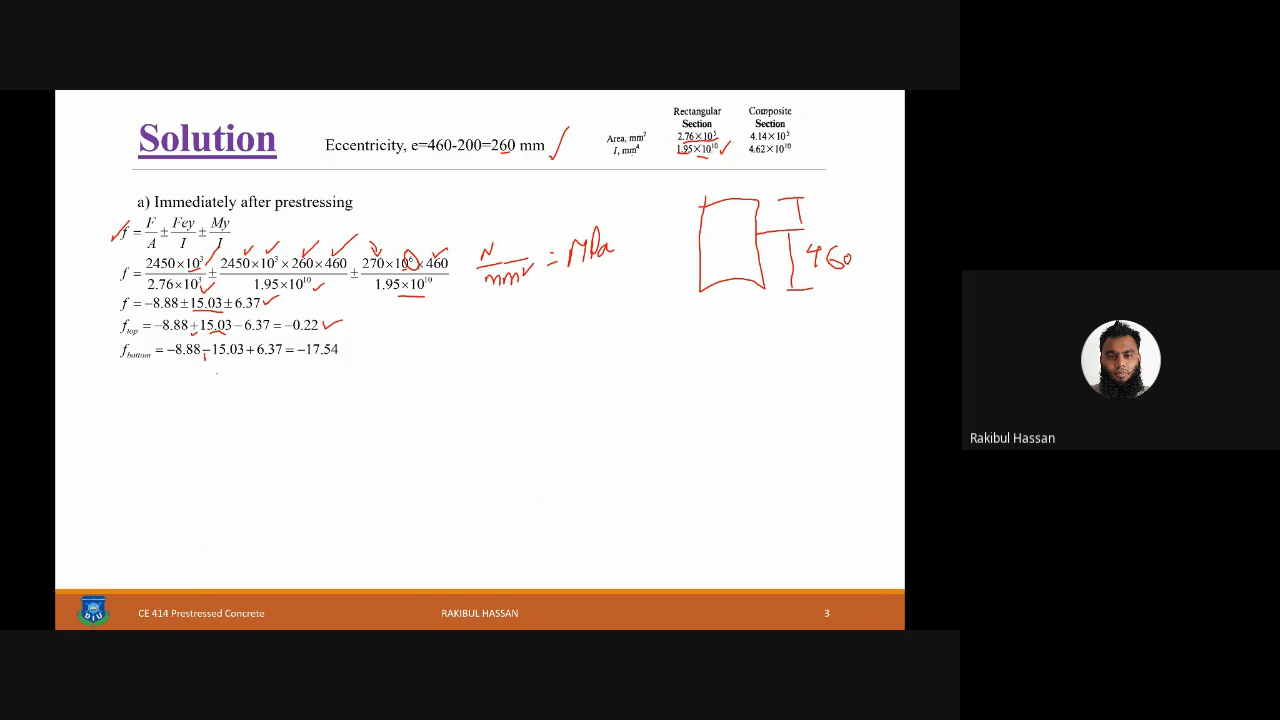 Solution
Eccentricity, e=460-200=260 mm
Rectangular Composite
Section Section
Area, mm² 2.76×10⁵ 4.14×10⁵
I, mm⁴ 1.95×10¹⁰ 4.62×10¹⁰
a) Immediately after prestressing
f = F/A ± Fey/I ± My/I
f = 2450×10³/2.76×10⁵ ± 2450×10³×260×460/1.95×10¹⁰ ± 270×10⁶×460/1.95×10¹⁰
N/mm² = MPa
460
f = −8.88 ± 15.03 ± 6.37
f_top = −8.88 + 15.03 − 6.37 = −0.22
f_bottom = −8.88 − 15.03 + 6.37 = −17.54
Rakibul Hassan
DIU
CE 414 Prestressed Concrete RAKIBUL HASSAN 3